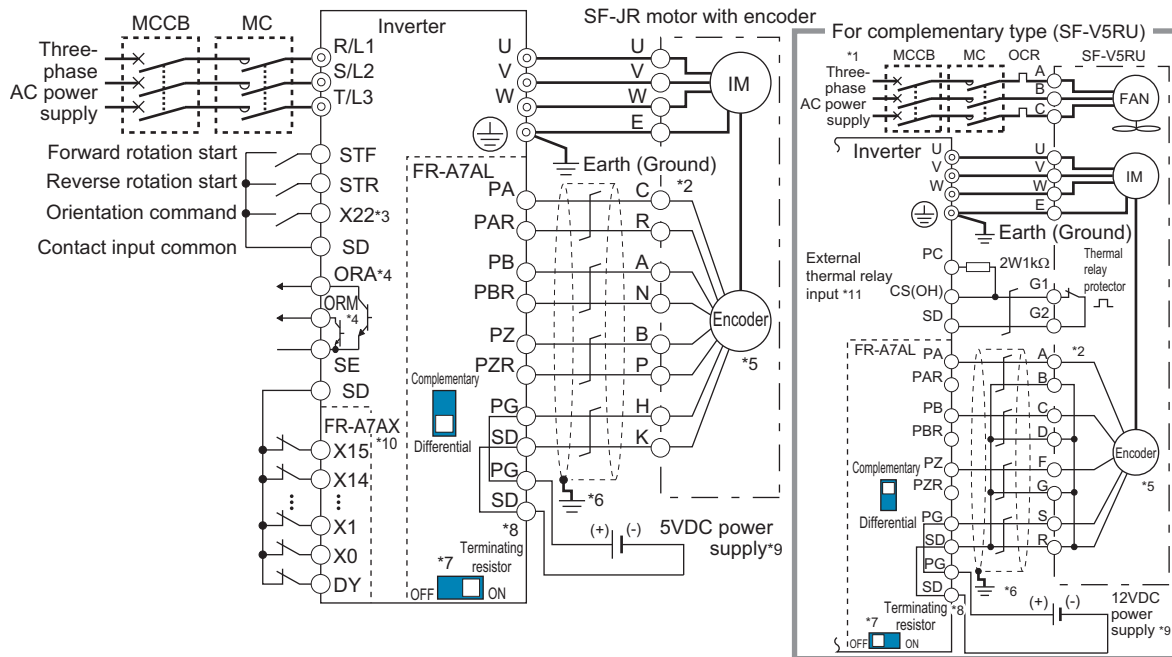 MCCB
MC
Three-
phase
AC power
supply
R/L1
S/L2
T/L3
Inverter
Forward rotation start
Reverse rotation start
Orientation command
Contact input common
STF
STR
X22*3
SD
ORA*4
ORM
*4
SE
SD
FR-A7AX
*10
X15
X14
X1
X0
DY
FR-A7AL
U
V
W
PA
PAR
PB
PBR
PZ
PZR
PG
SD
PG
SD
*8
Complementary
Differential
*7
Terminating
resistor
OFF
ON
SF-JR motor with encoder
U
V
W
E
IM
Earth (Ground)
*2
C
R
A
N
B
P
H
K
Encoder
*5
*6
(+)
(-)
5VDC power
supply*9
For complementary type (SF-V5RU)
*1
MCCB
MC
OCR
SF-V5RU
Three-
phase
AC power
supply
A
B
C
FAN
Inverter
U
V
W
U
V
W
E
IM
Earth (Ground)
External
thermal relay
input *11
PC
CS(OH)
SD
2W1kΩ
G1
G2
Thermal
relay
protector
FR-A7AL
PA
PAR
PB
PBR
PZ
PZR
PG
SD
PG
SD
*2
A
B
C
D
F
G
S
R
Encoder
*5
Complementary
Differential
*6
Terminating
resistor
*8
*7
OFF
ON
(+)
(-)
12VDC
power
supply *9